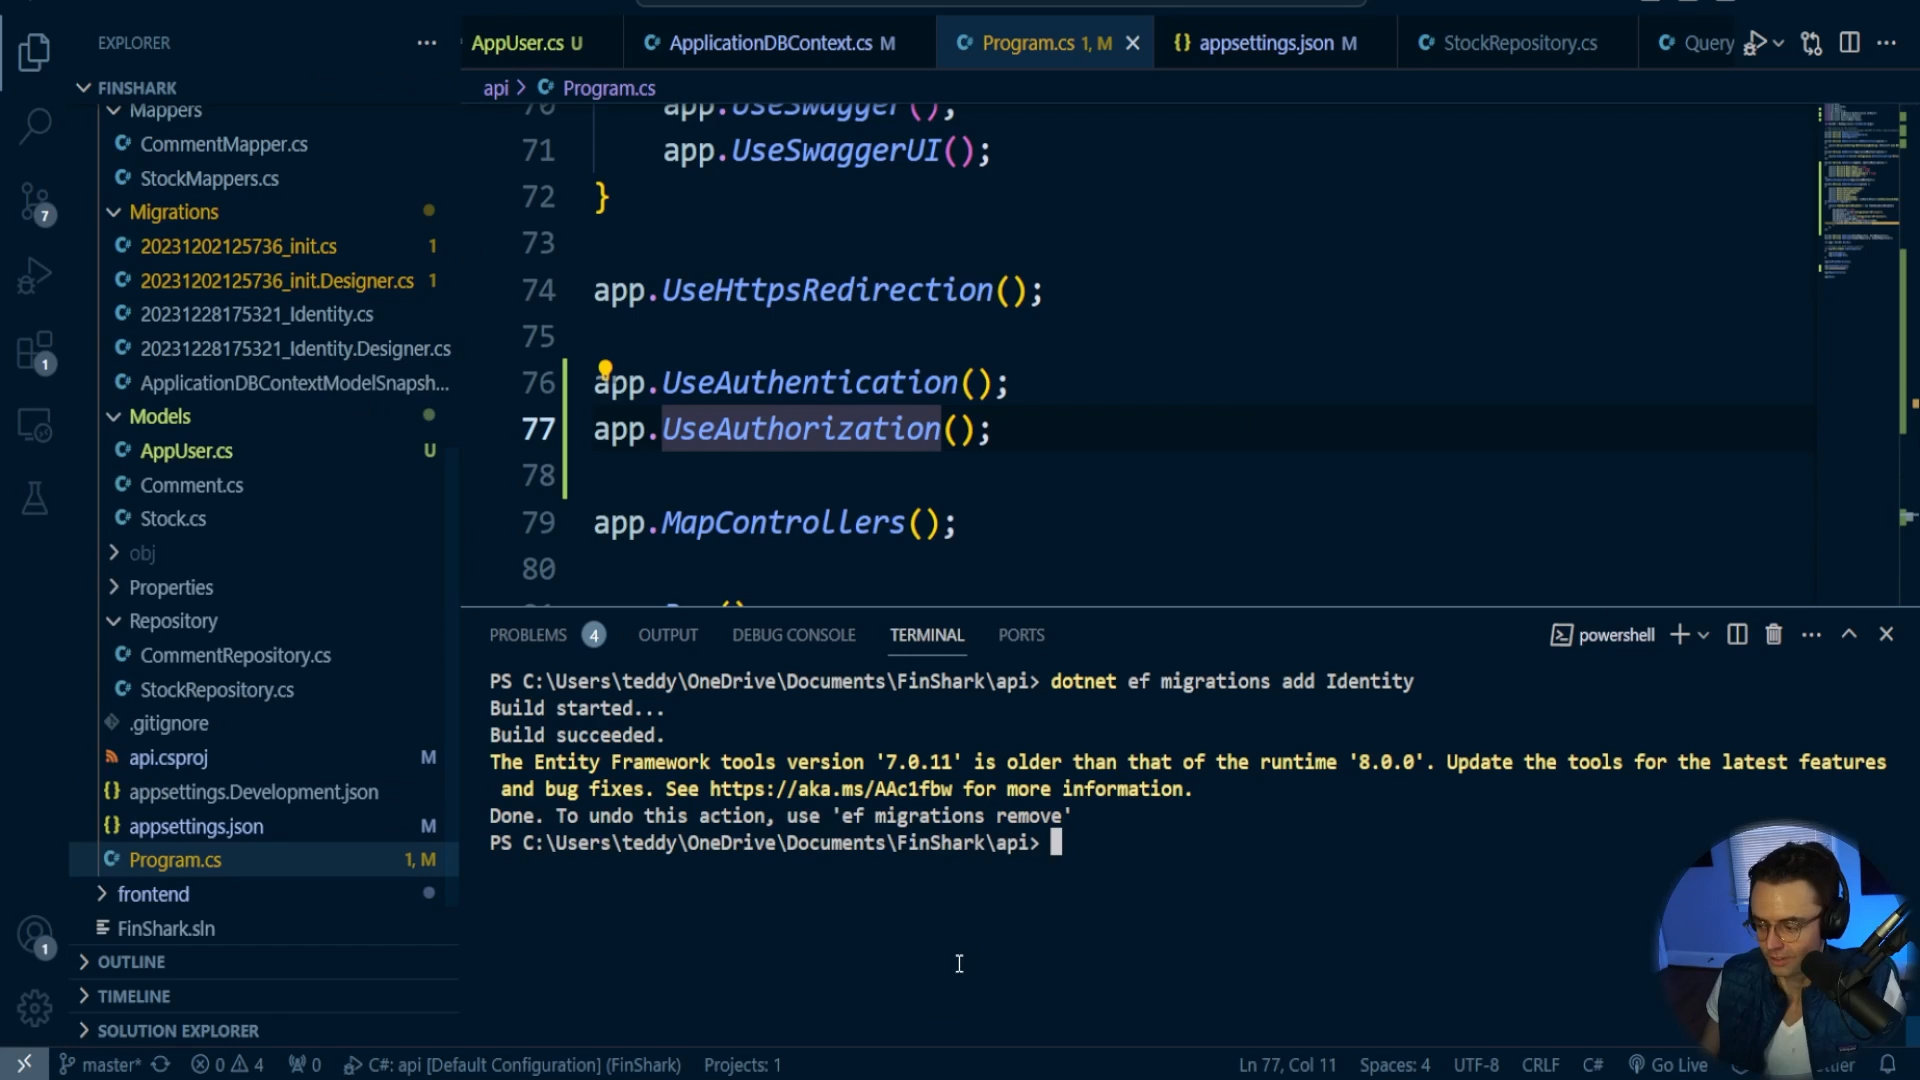 EXPLORER
FINSHARK
Mappers
CommentMapper.cs
StockMappers.cs
Migrations
20231202125736_init.cs 1
20231202125736_init.Designer.cs 1
20231228175321_Identity.cs
20231228175321_Identity.Designer.cs
ApplicationDBContextModelSnapsh...
Models
AppUser.cs U
Comment.cs
Stock.cs
obj
Properties
Repository
CommentRepository.cs
StockRepository.cs
.gitignore
api.csproj M
appsettings.Development.json
appsettings.json M
Program.cs 1, M
frontend
FinShark.sln
OUTLINE
TIMELINE
SOLUTION EXPLORER
7
1
1
AppUser.cs U
ApplicationDBContext.cs M
Program.cs 1, M
appsettings.json M
StockRepository.cs
Query
api > Program.cs
70 app.UseSwagger();
71 app.UseSwaggerUI();
72 }
73
74 app.UseHttpsRedirection();
75
76 app.UseAuthentication();
77 app.UseAuthorization();
78
79 app.MapControllers();
80
PROBLEMS 4 OUTPUT DEBUG CONSOLE TERMINAL PORTS powershell
PS C:\Users\teddy\OneDrive\Documents\FinShark\api> dotnet ef migrations add Identity
Build started...
Build succeeded.
The Entity Framework tools version '7.0.11' is older than that of the runtime '8.0.0'. Update the tools for the latest features
and bug fixes. See https://aka.ms/AAc1fbw for more information.
Done. To undo this action, use 'ef migrations remove'
PS C:\Users\teddy\OneDrive\Documents\FinShark\api>
master* 0 4 0 C#: api [Default Configuration] (FinShark) Projects: 1 Ln 77, Col 11 Spaces: 4 UTF-8 CRLF C# Go Live